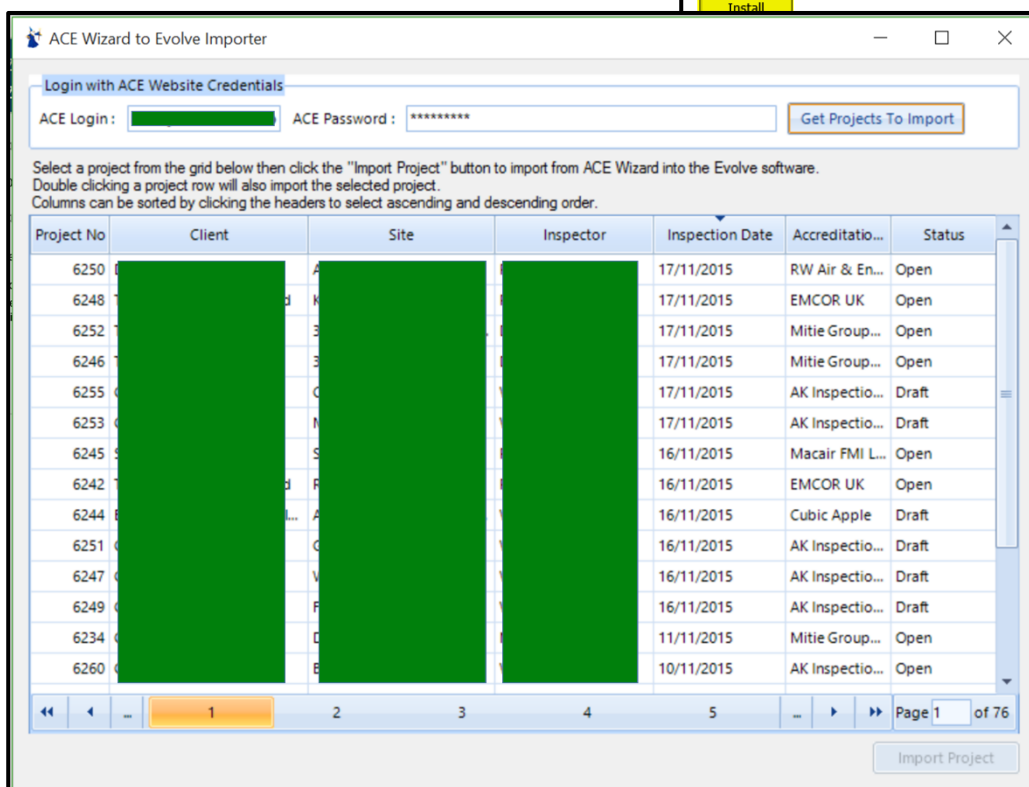 Install
ACE Wizard to Evolve Importer
Login with ACE Website Credentials
ACE Login : ACE Password : ********* Get Projects To Import
Select a project from the grid below then click the "Import Project" button to import from ACE Wizard into the Evolve software.
Double clicking a project row will also import the selected project.
Columns can be sorted by clicking the headers to select ascending and descending order.
Project No Client Site Inspector Inspection Date Accreditatio... Status
6250 17/11/2015 RW Air & En... Open
6248 17/11/2015 EMCOR UK Open
6252 17/11/2015 Mitie Group... Open
6246 17/11/2015 Mitie Group... Open
6255 17/11/2015 AK Inspectio... Draft
6253 17/11/2015 AK Inspectio... Draft
6245 16/11/2015 Macair FMI L... Open
6242 16/11/2015 EMCOR UK Open
6244 16/11/2015 Cubic Apple Draft
6251 16/11/2015 AK Inspectio... Draft
6247 16/11/2015 AK Inspectio... Draft
6249 16/11/2015 AK Inspectio... Draft
6234 11/11/2015 Mitie Group... Open
6260 10/11/2015 AK Inspectio... Open
... 1 2 3 4 5 ... Page 1 of 76
Import Project